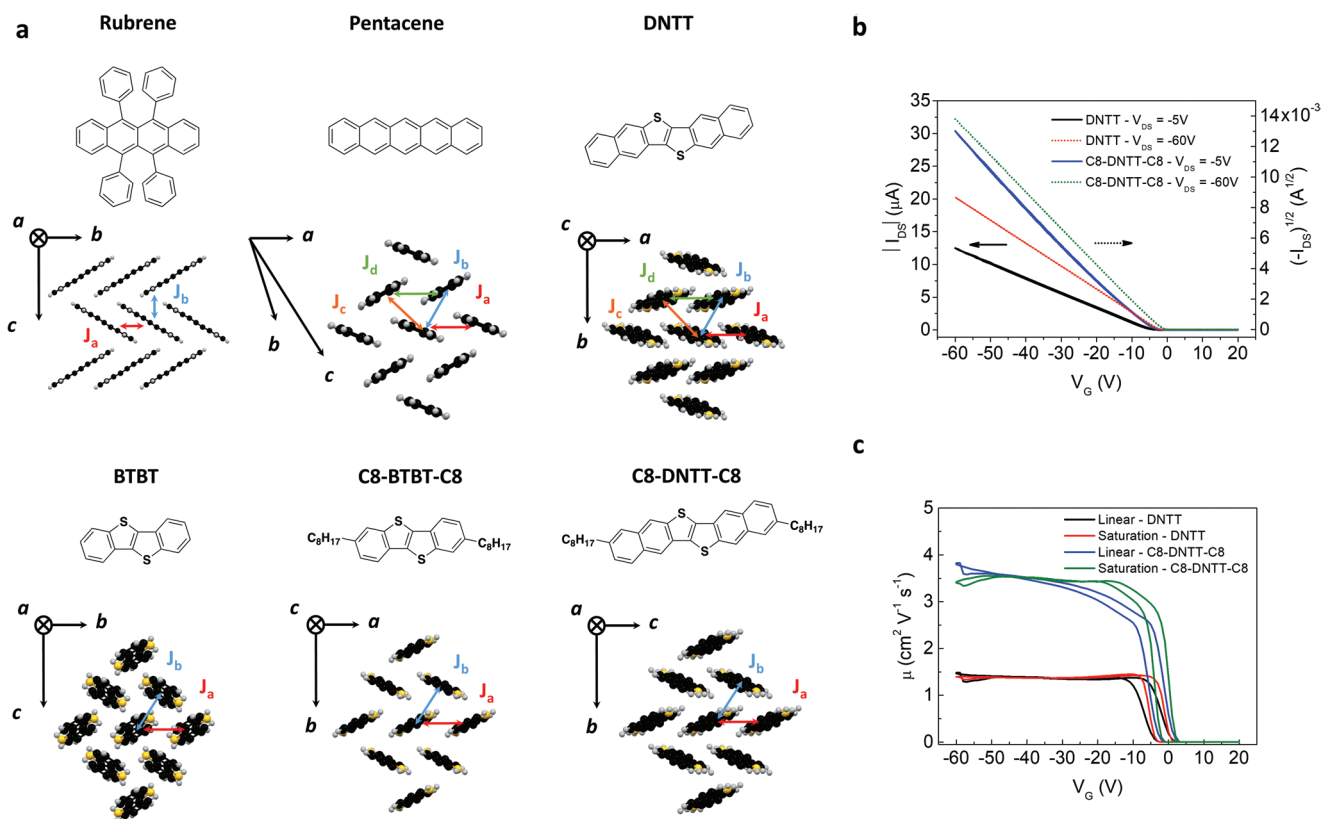 a
Rubrene
Pentacene
DNTT
S
S
a
b
c
J_b
J_a
a
b
c
J_d
J_b
J_c
J_a
c
a
b
J_d
J_b
J_c
J_a
BTBT
C8-BTBT-C8
C8-DNTT-C8
S
S
C₈H₁₇
S
S
C₈H₁₇
C₈H₁₇
S
S
C₈H₁₇
a
b
c
J_b
J_a
c
a
b
J_b
J_a
a
c
b
J_b
J_a
b
DNTT - V_DS = -5V
DNTT - V_DS = -60V
C8-DNTT-C8 - V_DS = -5V
C8-DNTT-C8 - V_DS = -60V
35
30
25
20
15
10
5
0
| I_DS| (μA)
14x10⁻³
12
10
8
6
4
2
0
(-I_DS)^1/2 (A^1/2)
-60 -50 -40 -30 -20 -10 0 10 20
V_G (V)
c
Linear - DNTT
Saturation - DNTT
Linear - C8-DNTT-C8
Saturation - C8-DNTT-C8
5
4
3
2
1
0
μ (cm² V⁻¹ s⁻¹)
-60 -50 -40 -30 -20 -10 0 10 20
V_G (V)